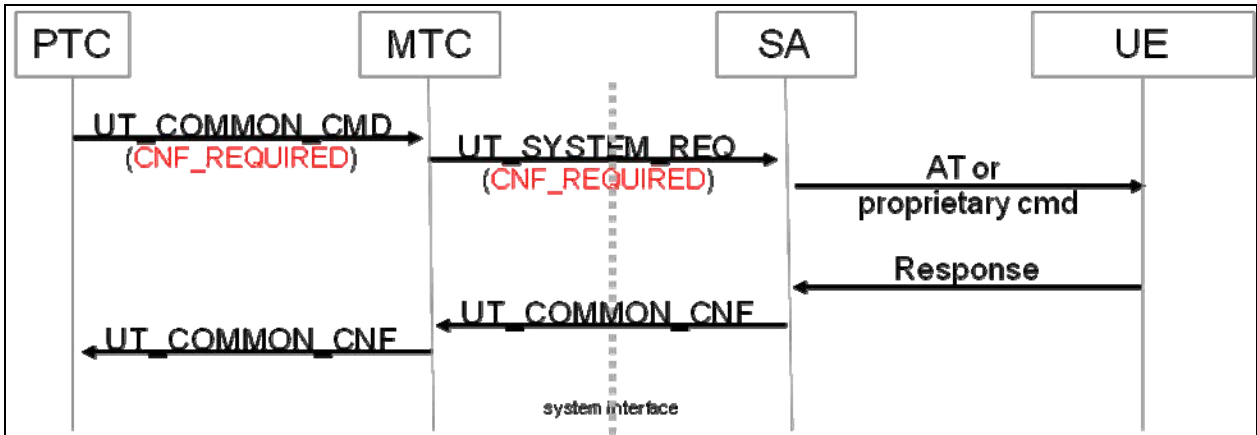 PTC
MTC
SA
UE
UT_COMMON_CMD
(CNF_REQUIRED)
UT_SYSTEM_REQ
(CNF_REQUIRED)
AT or
proprietary cmd
Response
UT_COMMON_CNF
UT_COMMON_CNF
system interface